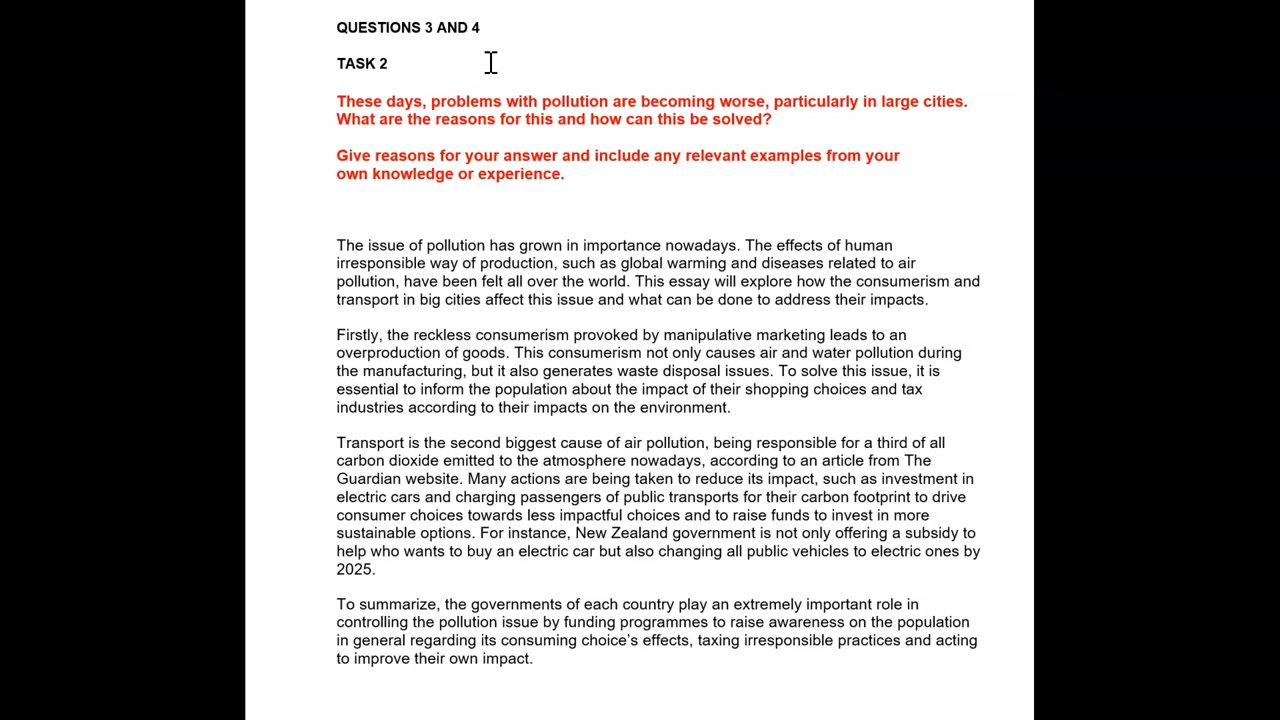 QUESTIONS 3 AND 4
TASK 2
These days, problems with pollution are becoming worse, particularly in large cities.
What are the reasons for this and how can this be solved?
Give reasons for your answer and include any relevant examples from your
own knowledge or experience.
The issue of pollution has grown in importance nowadays. The effects of human
irresponsible way of production, such as global warming and diseases related to air
pollution, have been felt all over the world. This essay will explore how the consumerism and
transport in big cities affect this issue and what can be done to address their impacts.
Firstly, the reckless consumerism provoked by manipulative marketing leads to an
overproduction of goods. This consumerism not only causes air and water pollution during
the manufacturing, but it also generates waste disposal issues. To solve this issue, it is
essential to inform the population about the impact of their shopping choices and tax
industries according to their impacts on the environment.
Transport is the second biggest cause of air pollution, being responsible for a third of all
carbon dioxide emitted to the atmosphere nowadays, according to an article from The
Guardian website. Many actions are being taken to reduce its impact, such as investment in
electric cars and charging passengers of public transports for their carbon footprint to drive
consumer choices towards less impactful choices and to raise funds to invest in more
sustainable options. For instance, New Zealand government is not only offering a subsidy to
help who wants to buy an electric car but also changing all public vehicles to electric ones by
2025.
To summarize, the governments of each country play an extremely important role in
controlling the pollution issue by funding programmes to raise awareness on the population
in general regarding its consuming choice's effects, taxing irresponsible practices and acting
to improve their own impact.